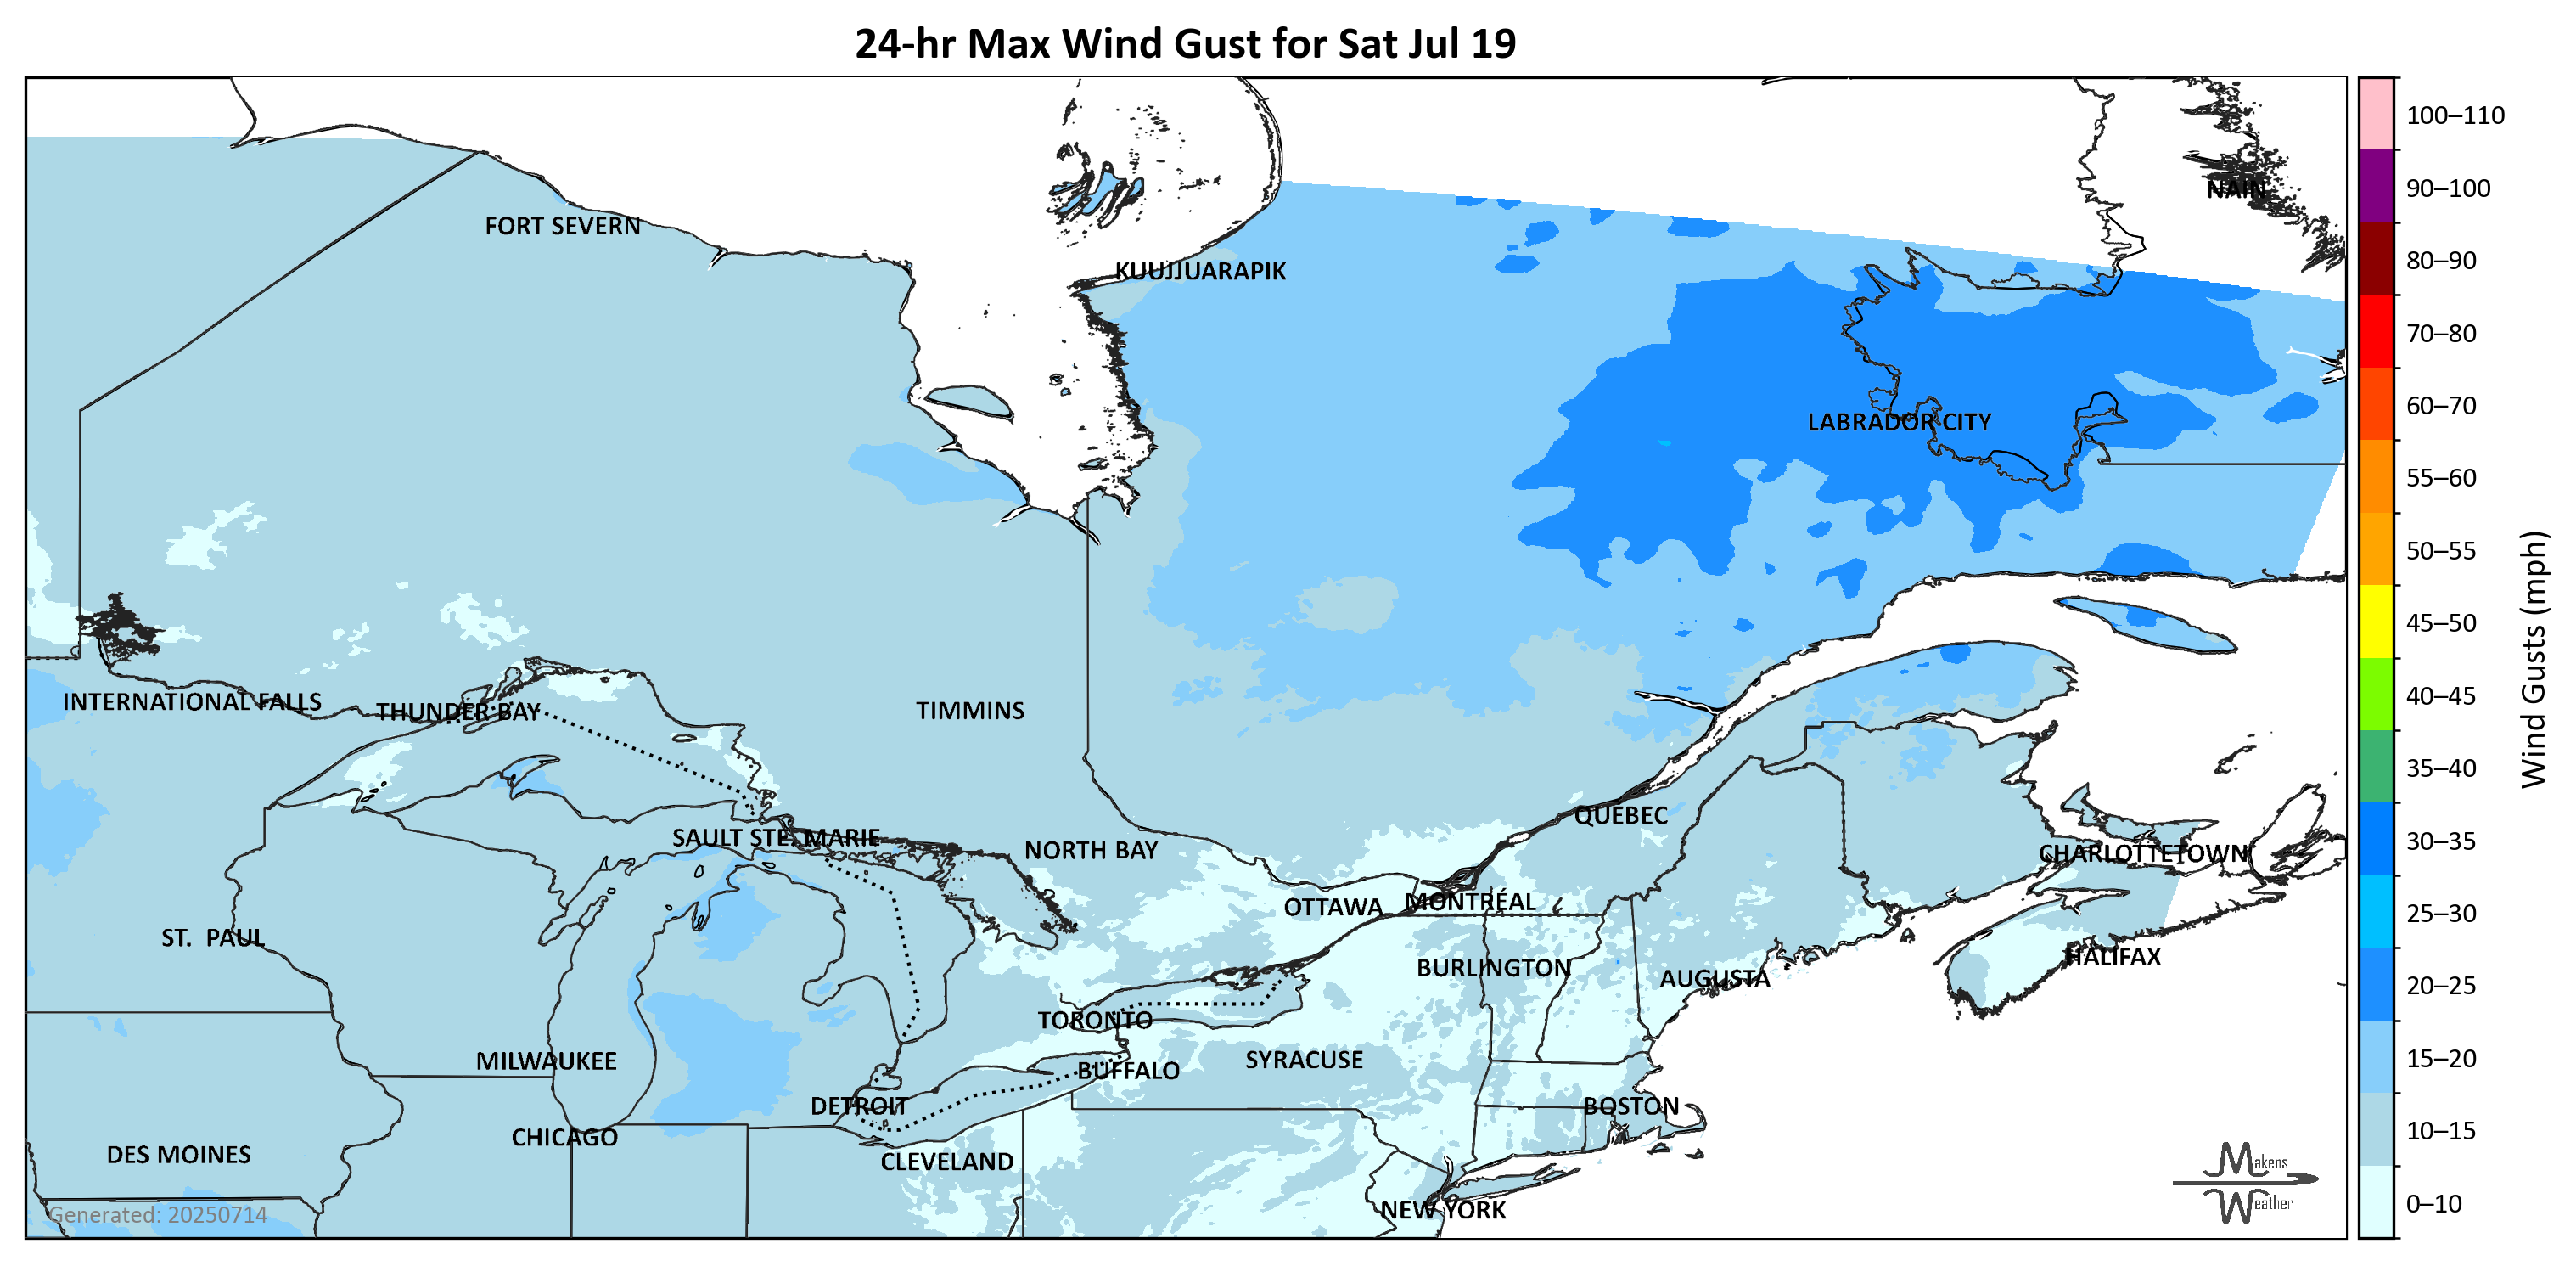 24-hr Max Wind Gust for Sat Jul 19
100–110
90–100
80–90
70–80
60–70
55–60
50–55
45–50
40–45
35–40
30–35
25–30
20–25
15–20
10–15
0–10
Wind Gusts (mph)
NAIN
FORT SEVERN
KUUJJUARAPIK
LABRADOR CITY
INTERNATIONAL FALLS
THUNDER BAY
TIMMINS
QUÉBEC
SAULT STE. MARIE
NORTH BAY
CHARLOTTETOWN
OTTAWA
MONTRÉAL
ST. PAUL
HALIFAX
BURLINGTON
AUGUSTA
TORONTO
MILWAUKEE
SYRACUSE
BUFFALO
DETROIT
BOSTON
CHICAGO
DES MOINES
CLEVELAND
NEW YORK
Generated: 20250714
Makens
Weather